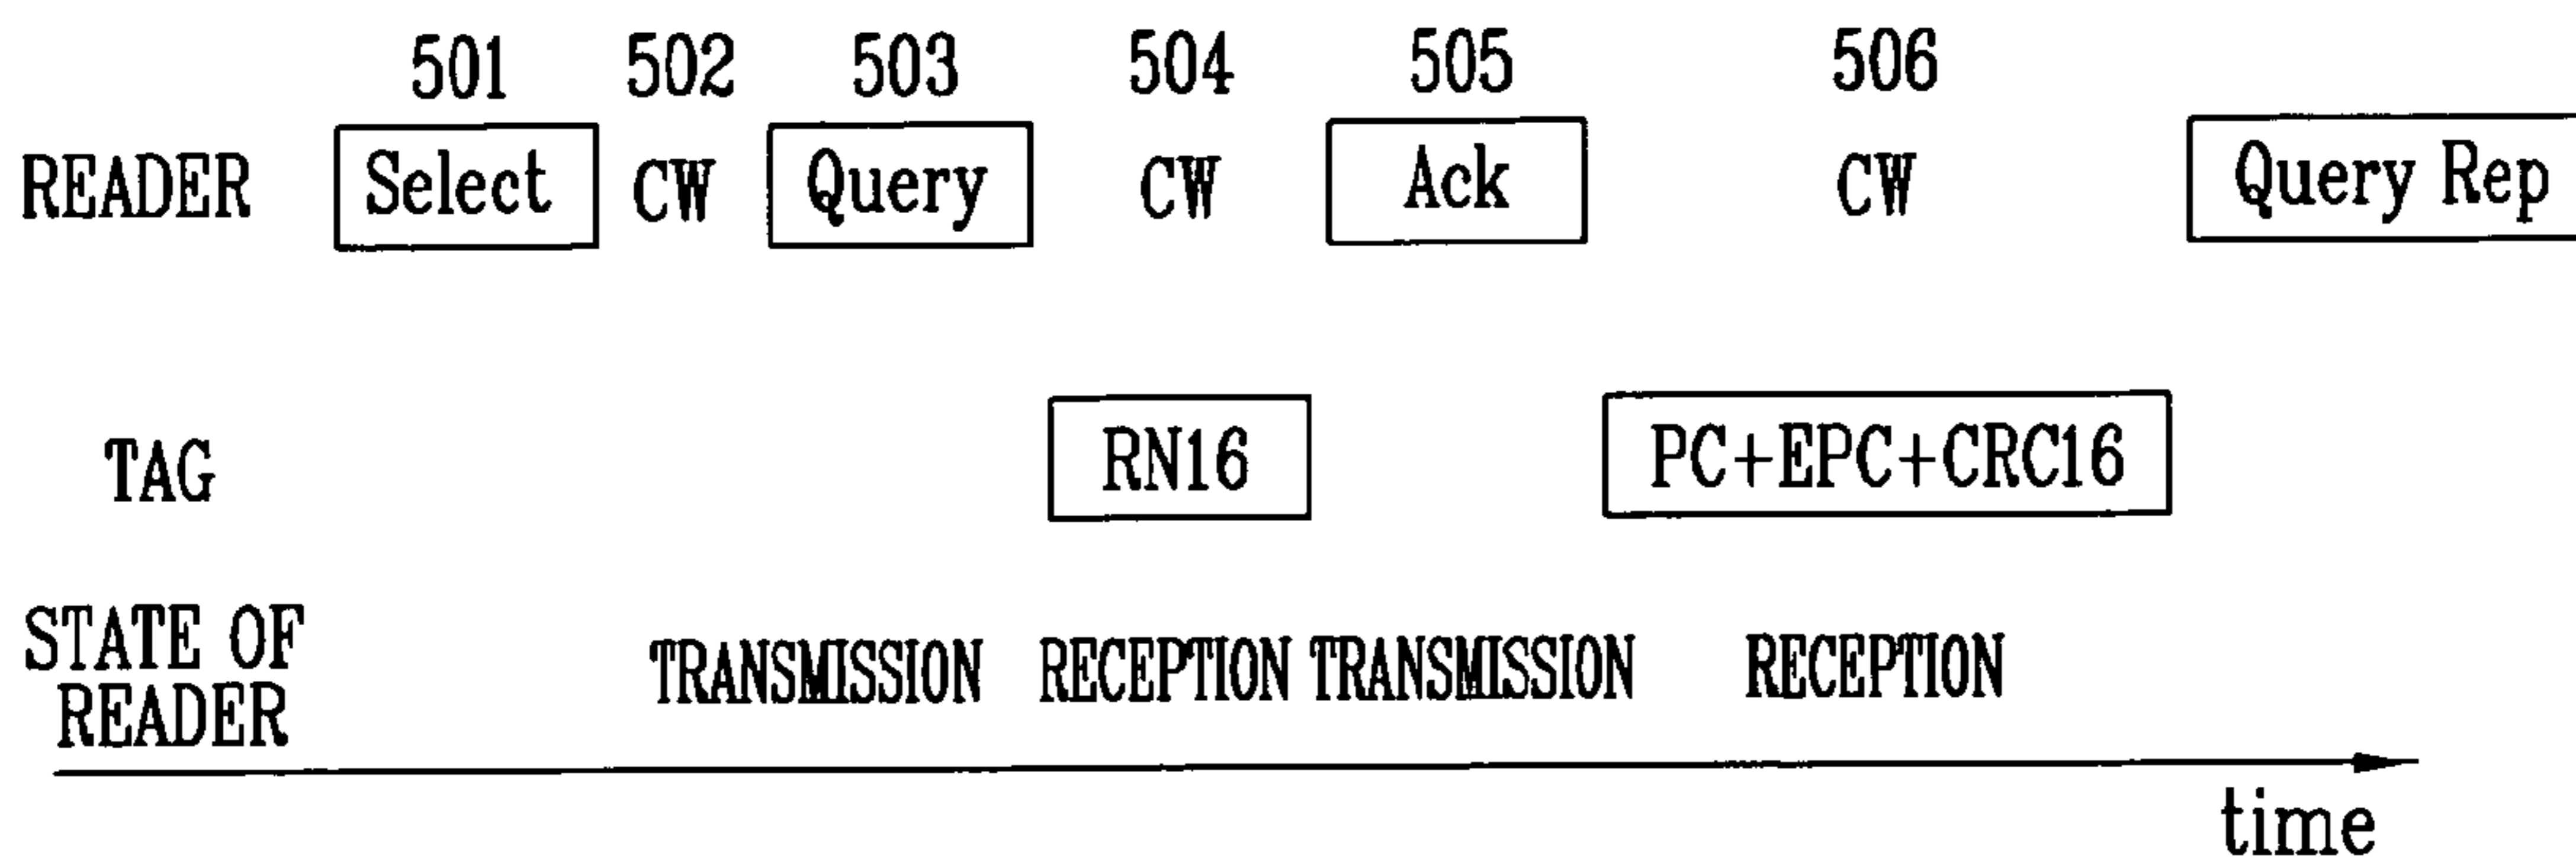 501 502 503 504 505 506
READER Select CW Query CW Ack CW Query Rep
TAG RN16 PC+EPC+CRC16
STATE OF
READER
TRANSMISSION RECEPTION TRANSMISSION RECEPTION
time